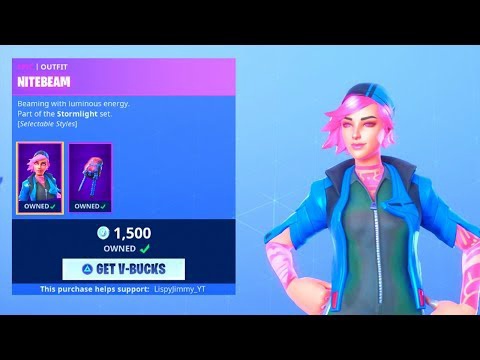 EPIC | OUTFIT
NITEBEAM
Beaming with luminous energy.
Part of the Stormlight set.
[Selectable Styles]
OWNED ✓ OWNED ✓
1,500
OWNED ✓
GET V-BUCKS
This purchase helps support: LispyJimmy_YT